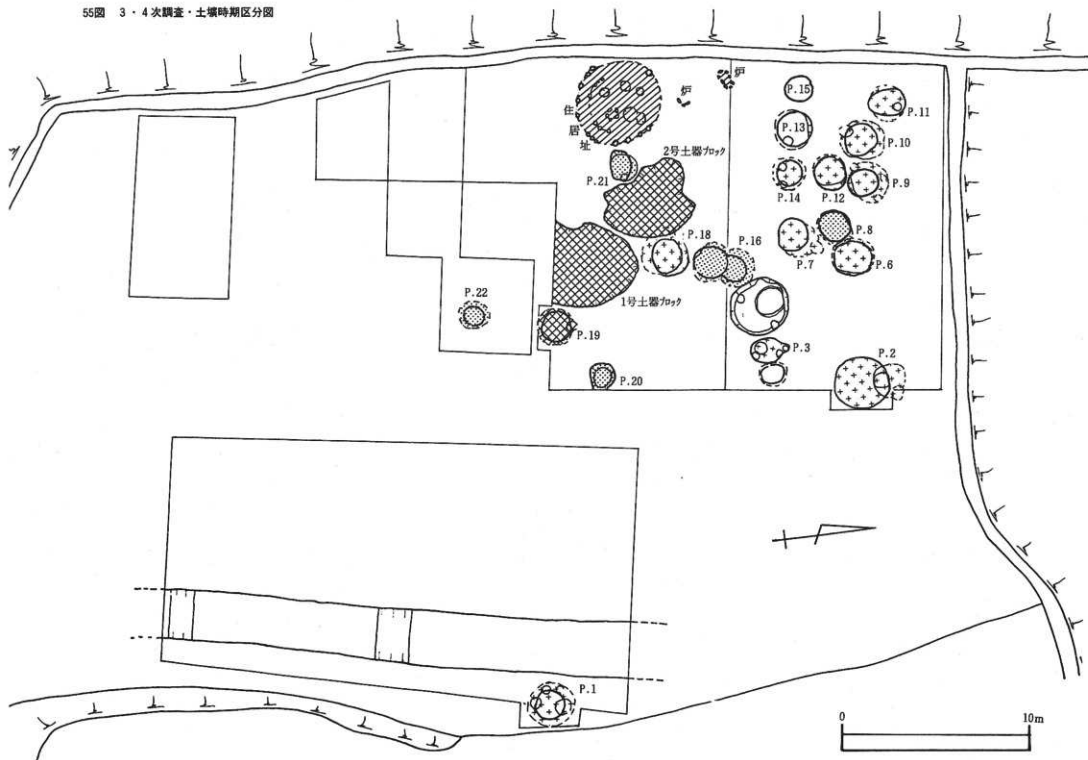 55図 3・4次調査・土壙時期区分図
炉
炉
P.15
P.11
住居址
P.13
P.10
2号土器ブロック
P.21
P.14
P.12
P.9
P.18
P.16
P.8
P.7
P.6
1号土器ブロック
P.22
P.19
P.3
P.2
P.20
P.1
0 10m